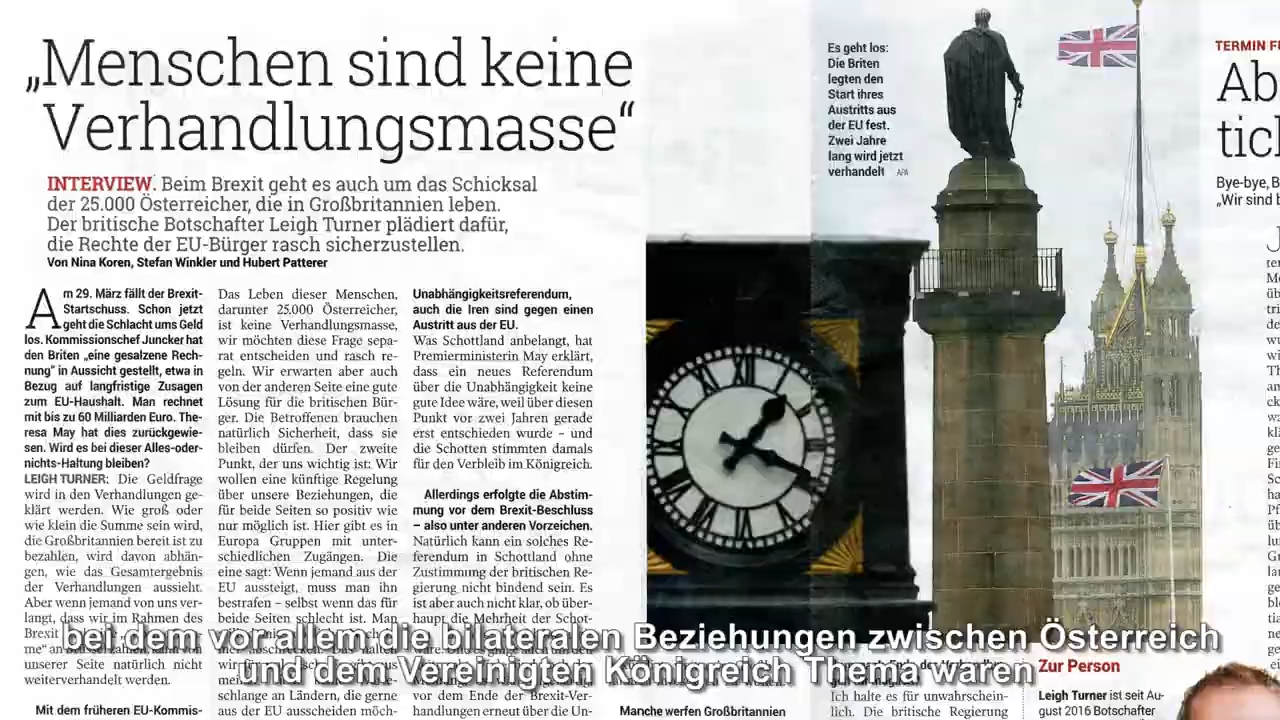 „Menschen sind keine
Verhandlungsmasse“
INTERVIEW. Beim Brexit geht es auch um das Schicksal
der 25.000 Österreicher, die in Großbritannien leben.
Der britische Botschafter Leigh Turner plädiert dafür,
die Rechte der EU-Bürger rasch sicherzustellen.
Von Nina Koren, Stefan Winkler und Hubert Patterer
Am 29. März fällt der Brexit-
Startschuss. Schon jetzt
geht die Schlacht ums Geld
los. Kommissionschef Juncker hat
den Briten „eine gesalzene Rech-
nung“ in Aussicht gestellt, etwa in
Bezug auf langfristige Zusagen
zum EU-Haushalt. Man rechnet
mit bis zu 60 Milliarden Euro. The-
resa May hat dies zurückgewie-
sen. Wird es bei dieser Alles-oder-
nichts-Haltung bleiben?
LEIGH TURNER: Die Geldfrage
wird in den Verhandlungen ge-
klärt werden. Wie groß oder
wie klein die Summe sein wird,
die Großbritannien bereit ist zu
bezahlen, wird davon abhän-
gen, wie das Gesamtergebnis
der Verhandlungen aussieht.
Aber wenn jemand von uns ver-
langt, dass wir im Rahmen des
Brexit
unserer Seite natürlich nicht
weiterverhandelt werden.
Mit dem früheren EU-Kommis-
Das Leben dieser Menschen,
darunter 25.000 Österreicher,
ist keine Verhandlungsmasse,
wir möchten diese Frage sepa-
rat entscheiden und rasch re-
geln. Wir erwarten aber auch
von der anderen Seite eine gute
Lösung für die britischen Bür-
ger. Die Betroffenen brauchen
natürlich Sicherheit, dass sie
bleiben dürfen. Der zweite
Punkt, der uns wichtig ist: Wir
wollen eine künftige Regelung
über unsere Beziehungen, die
für beide Seiten so positiv wie
nur möglich ist. Hier gibt es in
Europa Gruppen mit unter-
schiedlichen Zugängen. Die
eine sagt: Wenn jemand aus der
EU aussteigt, muss man ihn
bestrafen – selbst wenn das für
beide Seiten schlecht ist. Man
schlange an Ländern, die gerne
aus der EU ausscheiden möch-
Unabhängigkeitsreferendum,
auch die Iren sind gegen einen
Austritt aus der EU.
Was Schottland anbelangt, hat
Premierministerin May erklärt,
dass ein neues Referendum
über die Unabhängigkeit keine
gute Idee wäre, weil über diesen
Punkt vor zwei Jahren gerade
erst entschieden wurde – und
die Schotten stimmten damals
für den Verbleib im Königreich.
Allerdings erfolgte die Abstim-
mung vor dem Brexit-Beschluss
– also unter anderen Vorzeichen.
Natürlich kann ein solches Re-
ferendum in Schottland ohne
Zustimmung der britischen Re-
gierung nicht bindend sein. Es
ist aber auch nicht klar, ob über-
haupt die Mehrheit der Schot-
vor dem Ende der Brexit-Ver-
handlungen erneut über die Un-
Es geht los:
Die Briten
legten den
Start ihres
Austritts aus
der EU fest.
Zwei Jahre
lang wird jetzt
verhandelt APA
Manche werfen Großbritannien
Ich halte es für unwahrschein-
lich. Die britische Regierung
Zur Person
Leigh Turner ist seit Au-
gust 2016 Botschafter
TERMIN
Ab
tic
Bye-bye, B
„Wir sind
bei dem vor allem die bilateralen Beziehungen zwischen Österreich
und dem Vereinigten Königreich Thema waren